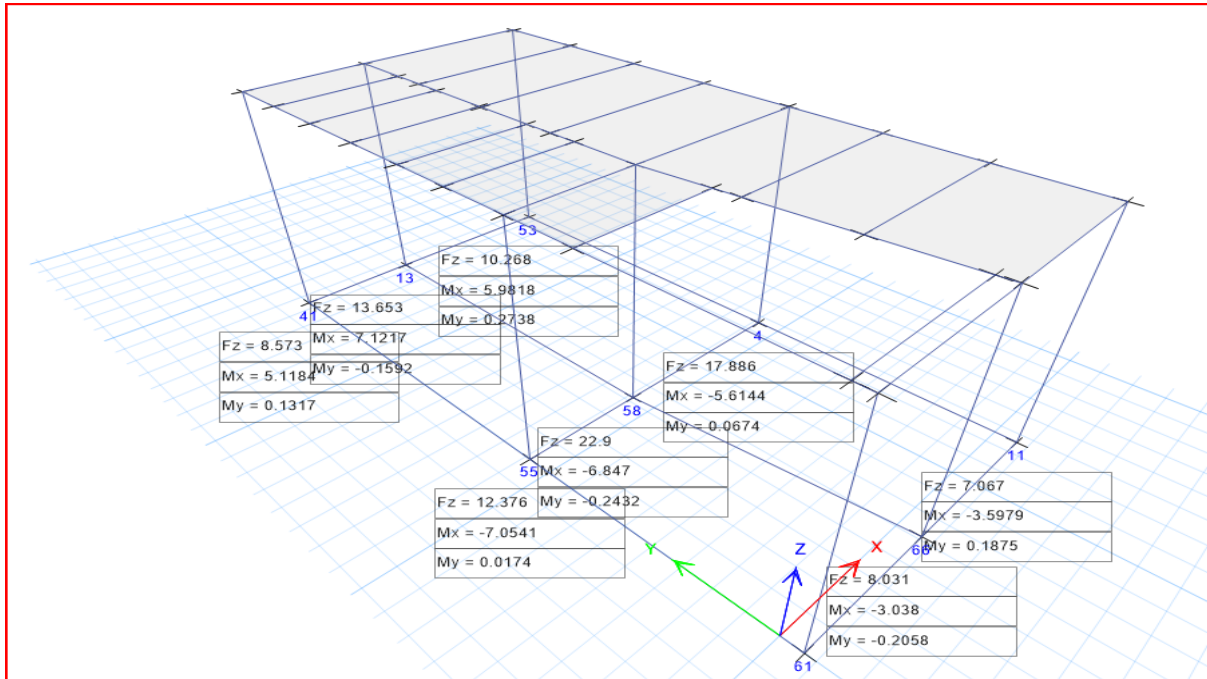 53
Fz = 10.268
Mx = 5.9818
My = 0.2738
13
41
Fz = 13.653
Mx = 7.1217
My = -0.1592
Fz = 8.573
Mx = 5.1184
My = 0.1317
4
Fz = 17.886
Mx = -5.6144
My = 0.0674
58
Fz = 22.9
Mx = -6.847
My = -0.2432
55
Fz = 12.376
Mx = -7.0541
My = 0.0174
11
Fz = 7.067
Mx = -3.5979
My = 0.1875
Y
Z
X
Fz = 8.031
Mx = -3.038
My = -0.2058
61